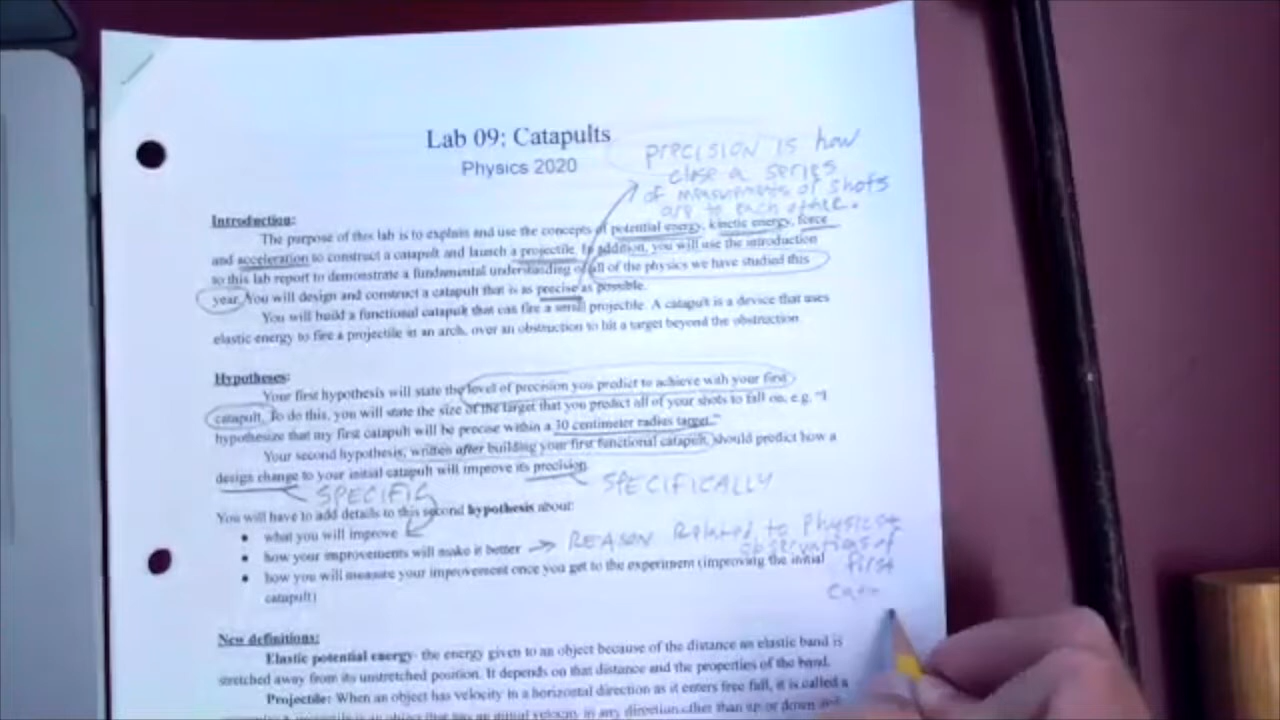 Lab 09: Catapults
Physics 2020
PRECISION IS how
close a series
of measurements or shots
are to each other.
Introduction:
The purpose of this lab is to explain and use the concepts of potential energy, kinetic energy, force
and acceleration to construct a catapult and launch a projectile. In addition, you will use the introduction
to this lab report to demonstrate a fundamental understanding of all of the physics we have studied this
year. You will design and construct a catapult that is as precise as possible.
You will build a functional catapult that can fire a small projectile. A catapult is a device that uses
elastic energy to fire a projectile in an arch, over an obstruction to hit a target beyond the obstruction.
Hypotheses:
Your first hypothesis will state the level of precision you predict to achieve with your first
catapult. To do this, you will state the size of the target that you predict all of your shots to fall on, e.g. "I
hypothesize that my first catapult will be precise within a 30 centimeter radius target."
Your second hypothesis, written after building your first functional catapult, should predict how a
design change to your initial catapult will improve its precision.
SPECIFIC SPECIFICALLY
You will have to add details to this second hypothesis about:
• what you will improve
• how your improvements will make it better → REASON Related to Physics +
observations of
first
• how you will measure your improvement once you get to the experiment (improving the initial
catapult)
New definitions:
Elastic potential energy- the energy given to an object because of the distance an elastic band is
stretched away from its unstretched position. It depends on that distance and the properties of the band.
Projectile: When an object has velocity in a horizontal direction as it enters free fall, it is called a